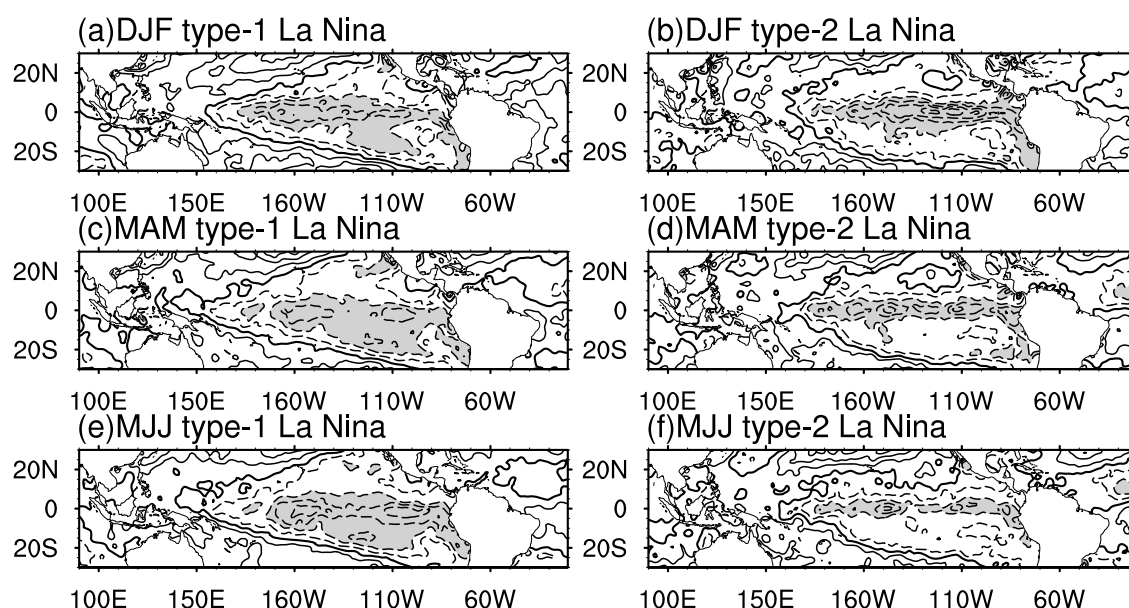 (a)DJF type-1 La Nina
(b)DJF type-2 La Nina
20N
0
20S
20N
0
20S
100E 150E 160W 110W 60W
100E 150E 160W 110W 60W
(c)MAM type-1 La Nina
(d)MAM type-2 La Nina
20N
0
20S
20N
0
20S
100E 150E 160W 110W 60W
100E 150E 160W 110W 60W
(e)MJJ type-1 La Nina
(f)MJJ type-2 La Nina
20N
0
20S
20N
0
20S
100E 150E 160W 110W 60W
100E 150E 160W 110W 60W